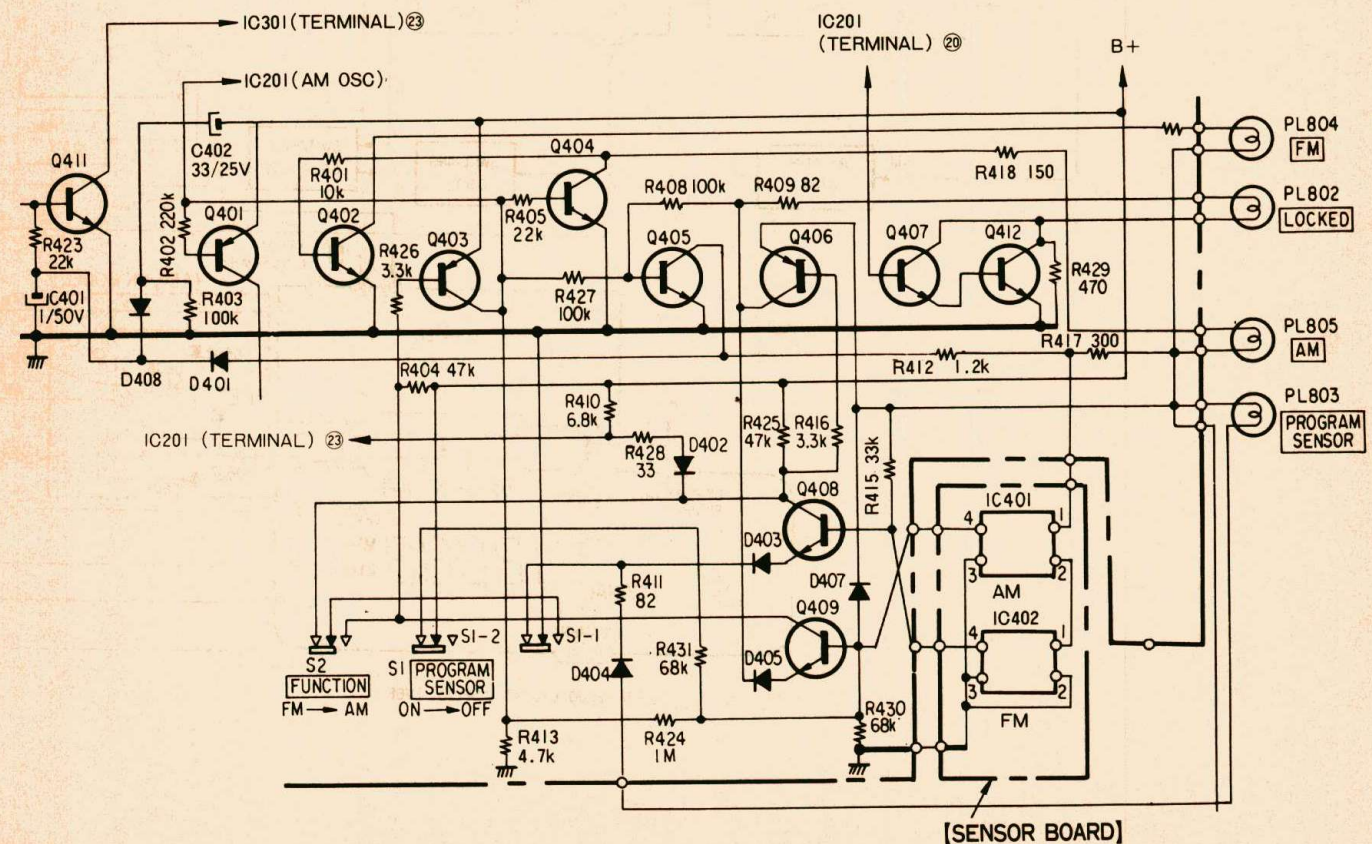 IC301 (TERMINAL) ㉓
IC201
(TERMINAL) ⑳
B+
IC201 (AM OSC)
C402
33/25V
Q411
R401
10k
Q404
R418 150
PL804
FM
R408 100k
R409 82
PL802
LOCKED
R402 220k
Q401
Q402
R405
22k
R426
3.3k
Q403
Q405
Q406
Q407
Q412
R423
22k
R429
470
C401
1/50V
R403
100k
R427
100k
PL805
AM
R417 300
D408
D401
R404 47k
R412 1.2k
PL803
PROGRAM
SENSOR
R410
6.8k
IC201 (TERMINAL) ㉓
R428
33
D402
R425
47k
R416
3.3k
R415 33k
Q408
IC401
4
1
3
2
AM
D403
D407
R411
82
Q409
IC402
4
1
3
2
FM
S2
FUNCTION
FM → AM
S1-2
S1 PROGRAM
SENSOR
ON → OFF
S1-1
D404
R431
68k
D405
R413
4.7k
R424
1M
R430
68k
[SENSOR BOARD]